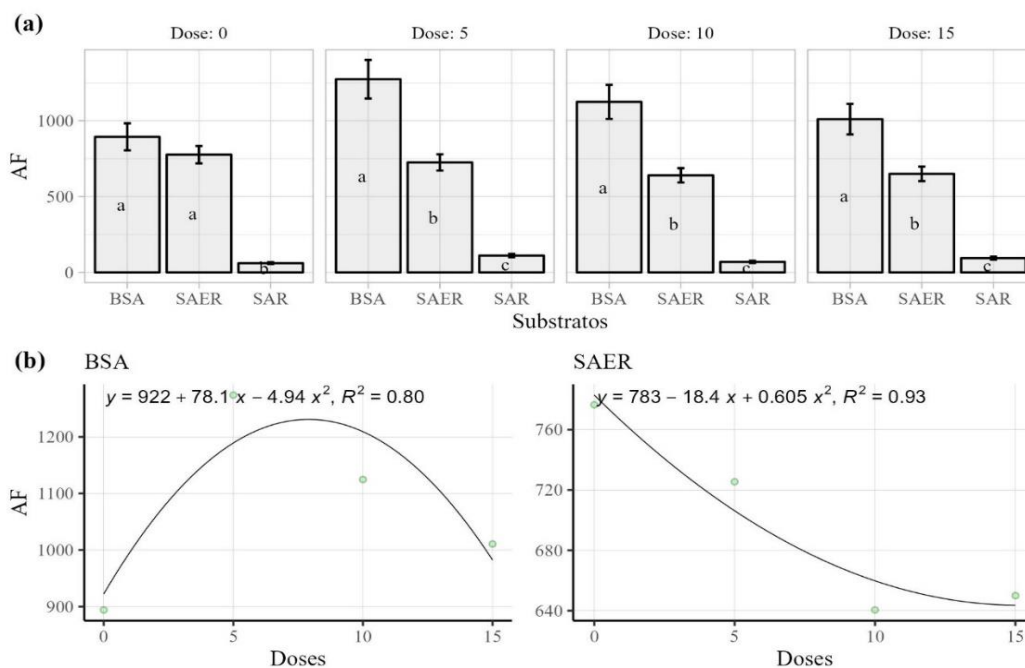 (a)
Dose: 0 Dose: 5 Dose: 10 Dose: 15
AF
1000
500
0
a a b
a b c
a b c
a b c
BSA SAER SAR BSA SAER SAR BSA SAER SAR BSA SAER SAR
Substratos
(b)
BSA
y = 922 + 78.1 x − 4.94 x², R² = 0.80
AF
1200
1100
1000
900
0 5 10 15
Doses
SAER
y = 783 − 18.4 x + 0.605 x², R² = 0.93
760
720
680
640
0 5 10 15
Doses